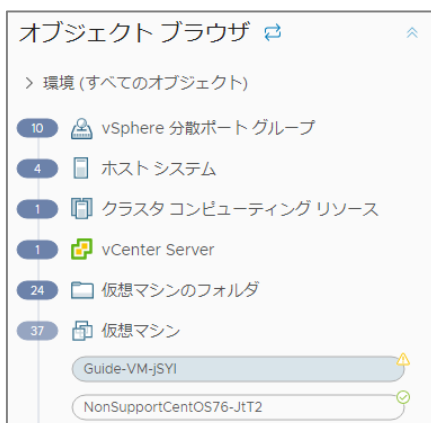 オブジェクト ブラウザ
環境 (すべてのオブジェクト)
10 vSphere 分散ポート グループ
4 ホスト システム
1 クラスタ コンピューティング リソース
1 vCenter Server
24 仮想マシンのフォルダ
37 仮想マシン
Guide-VM-jSYI
NonSupportCentOS76-JtT2